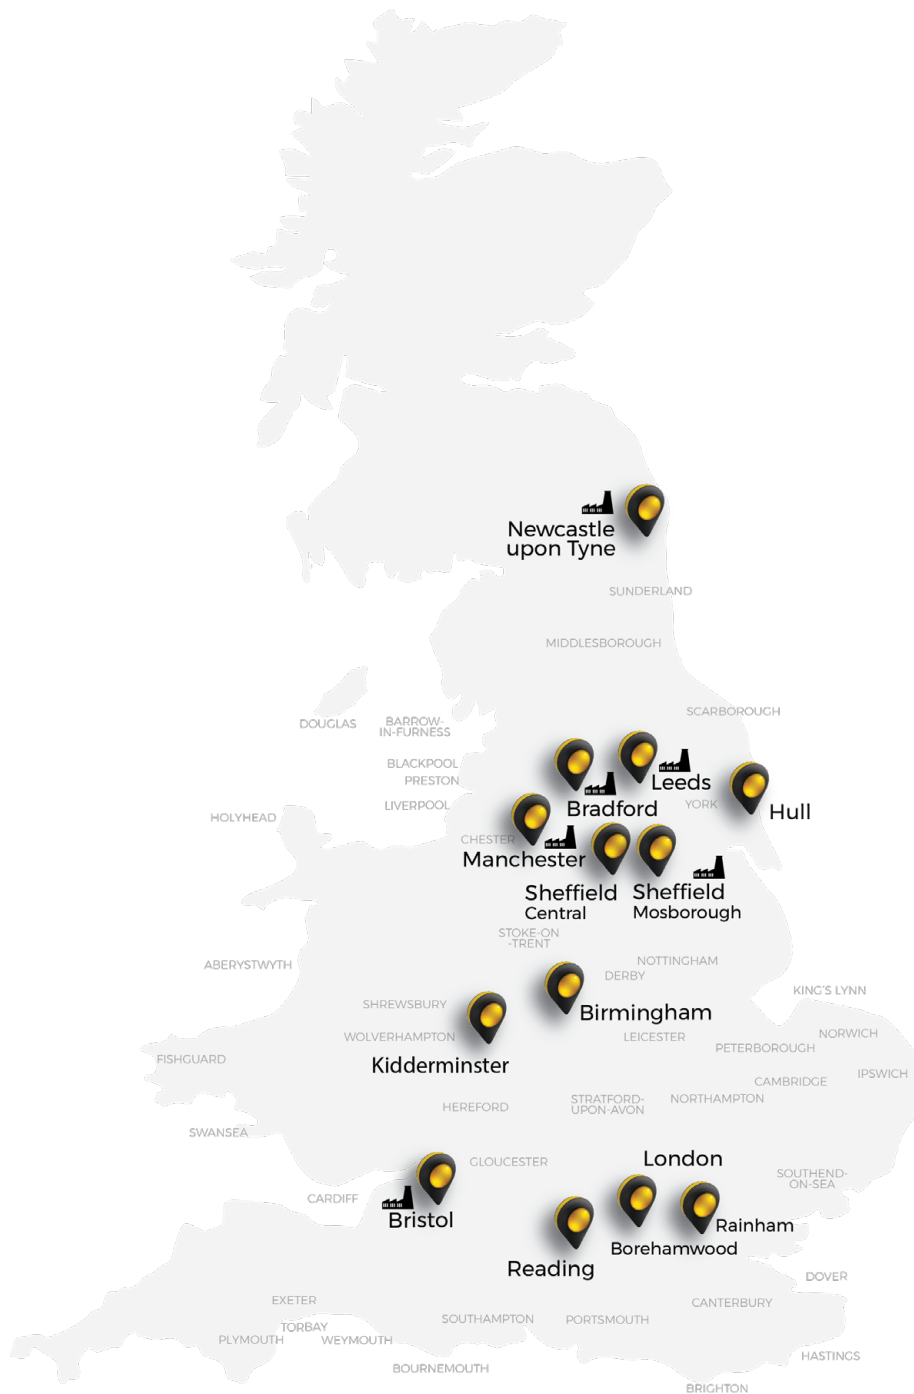 Newcastle
upon Tyne
SUNDERLAND
MIDDLESBOROUGH
SCARBOROUGH
DOUGLAS
BARROW-
IN-FURNESS
BLACKPOOL
PRESTON
Leeds
LIVERPOOL
Bradford
YORK
Hull
HOLYHEAD
CHESTER
Manchester
Sheffield
Central
Sheffield
Mosborough
STOKE-ON
-TRENT
NOTTINGHAM
ABERYSTWYTH
DERBY
KING'S LYNN
SHREWSBURY
Birmingham
WOLVERHAMPTON
LEICESTER
NORWICH
PETERBOROUGH
FISHGUARD
Kidderminster
IPSWICH
CAMBRIDGE
HEREFORD
STRATFORD-
UPON-AVON
NORTHAMPTON
SWANSEA
GLOUCESTER
London
SOUTHEND-
ON-SEA
CARDIFF
Bristol
Rainham
Borehamwood
Reading
DOVER
EXETER
CANTERBURY
TORBAY
SOUTHAMPTON
PORTSMOUTH
PLYMOUTH
WEYMOUTH
HASTINGS
BOURNEMOUTH
BRIGHTON